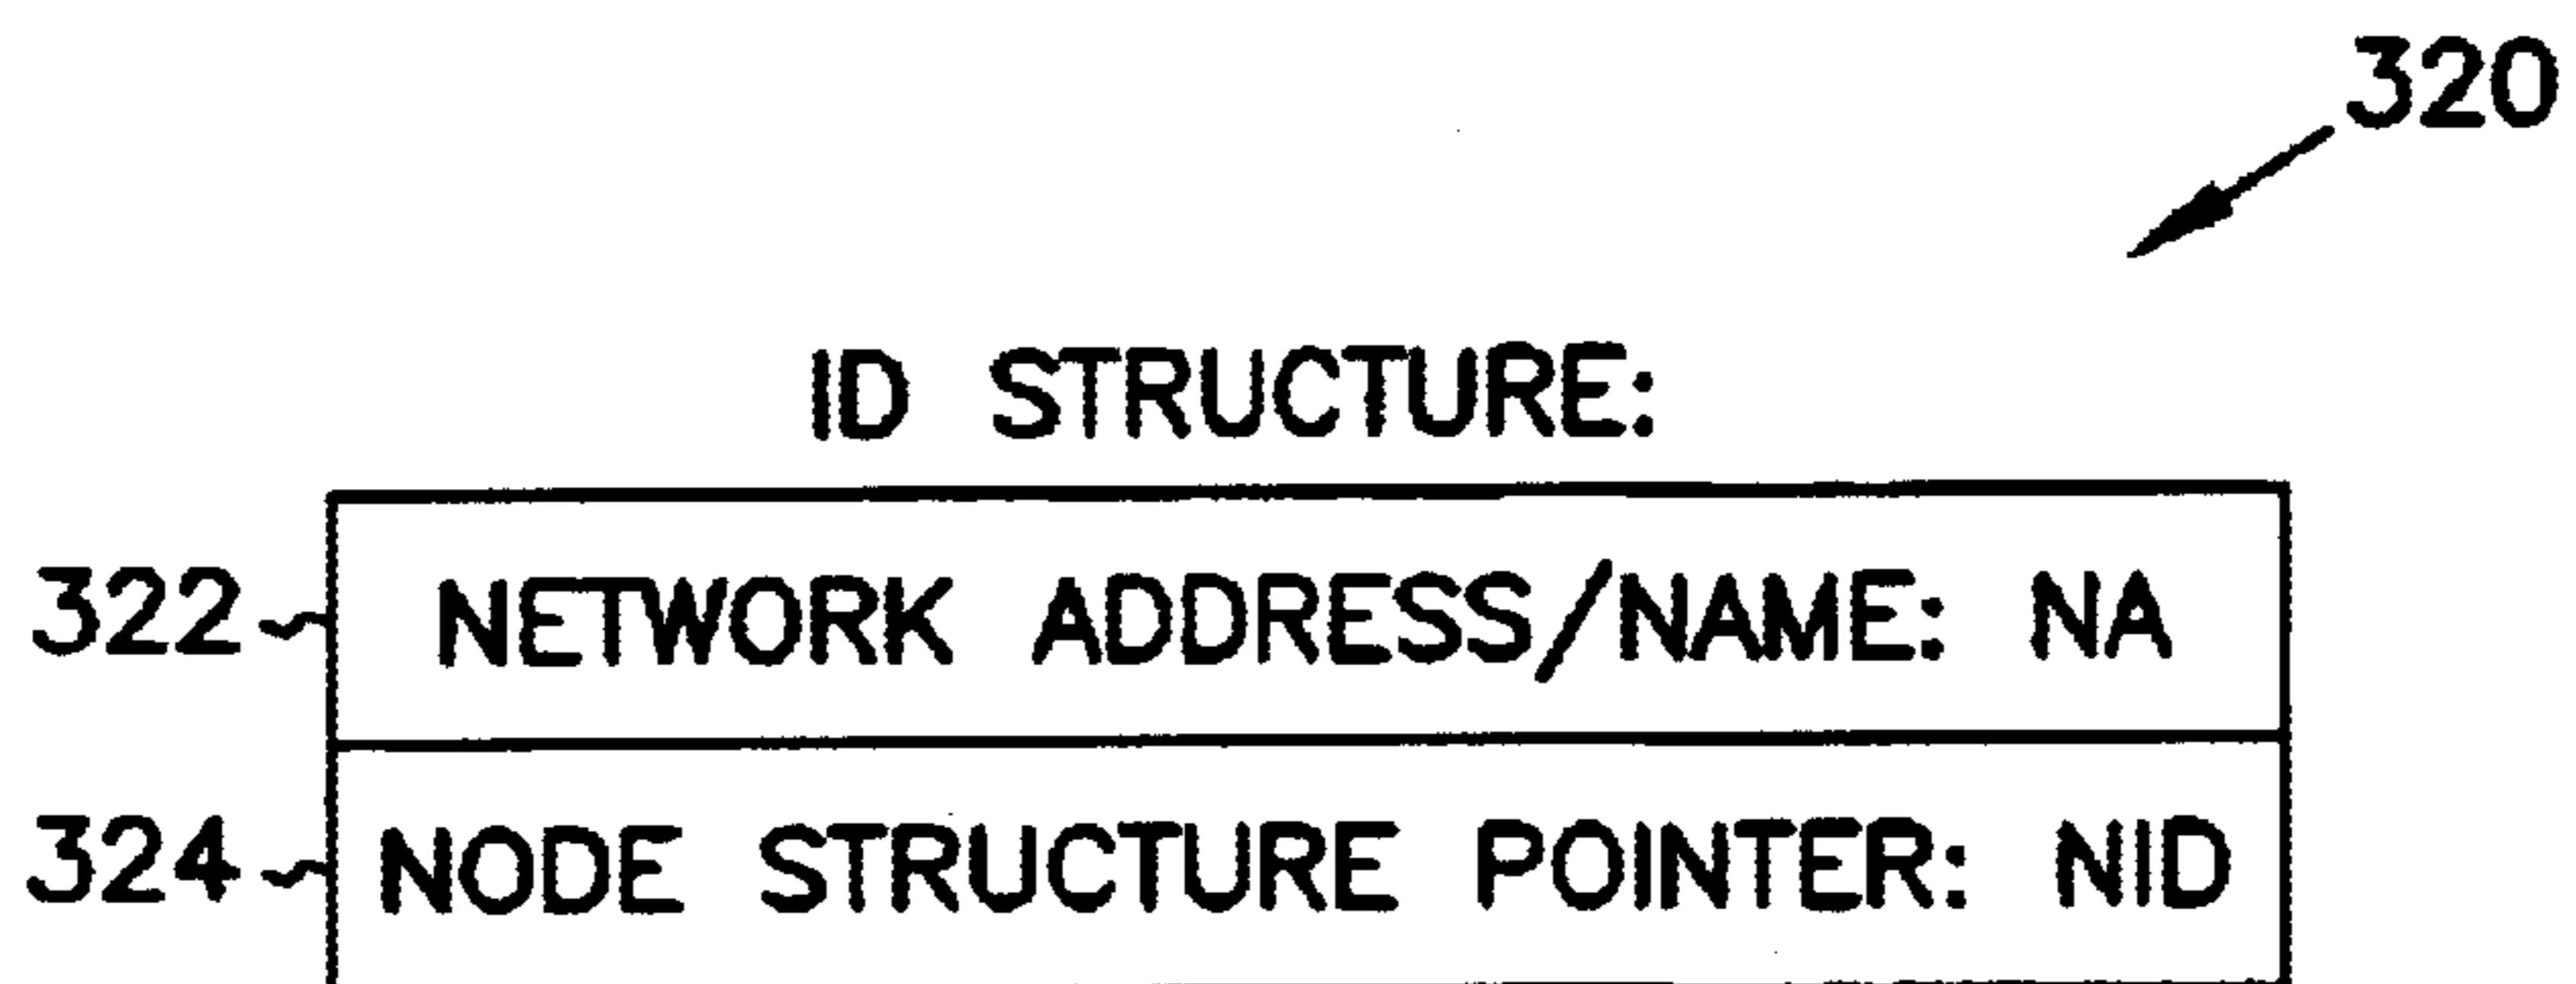 320
ID STRUCTURE:
322 NETWORK ADDRESS/NAME: NA
324 NODE STRUCTURE POINTER: NID